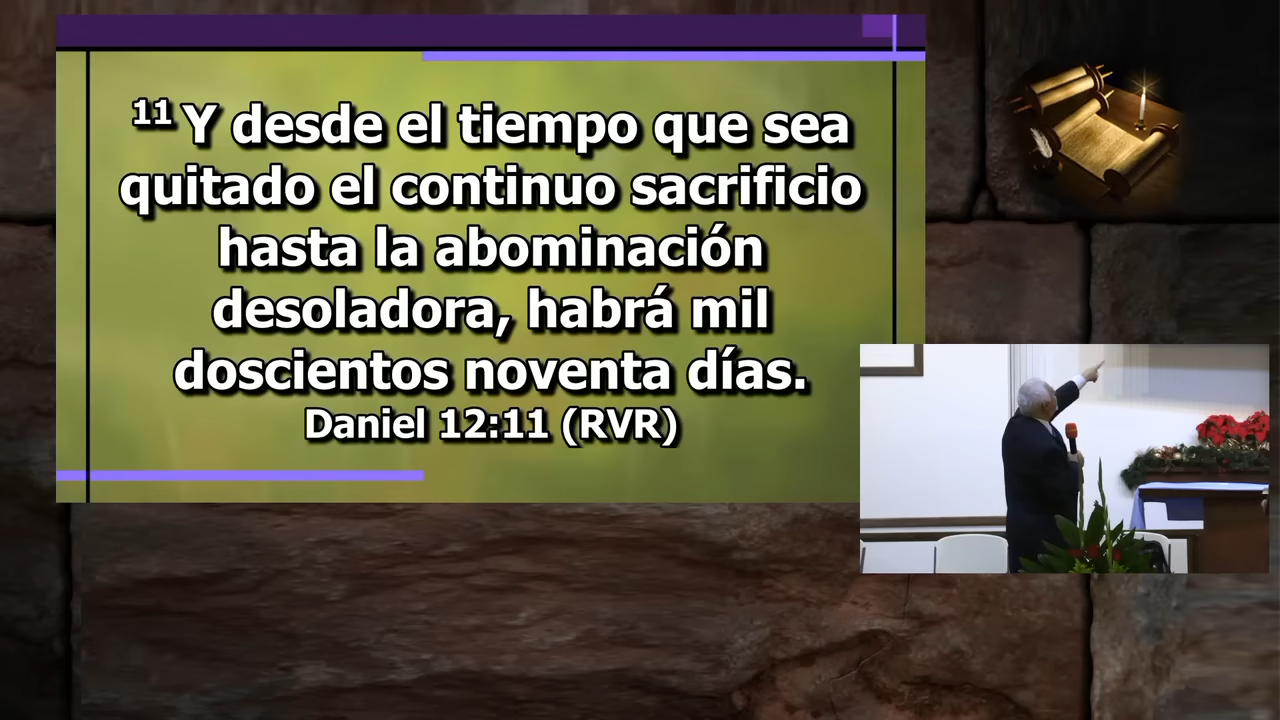 11 Y desde el tiempo que sea
quitado el continuo sacrificio
hasta la abominación
desoladora, habrá mil
doscientos noventa días.
Daniel 12:11 (RVR)